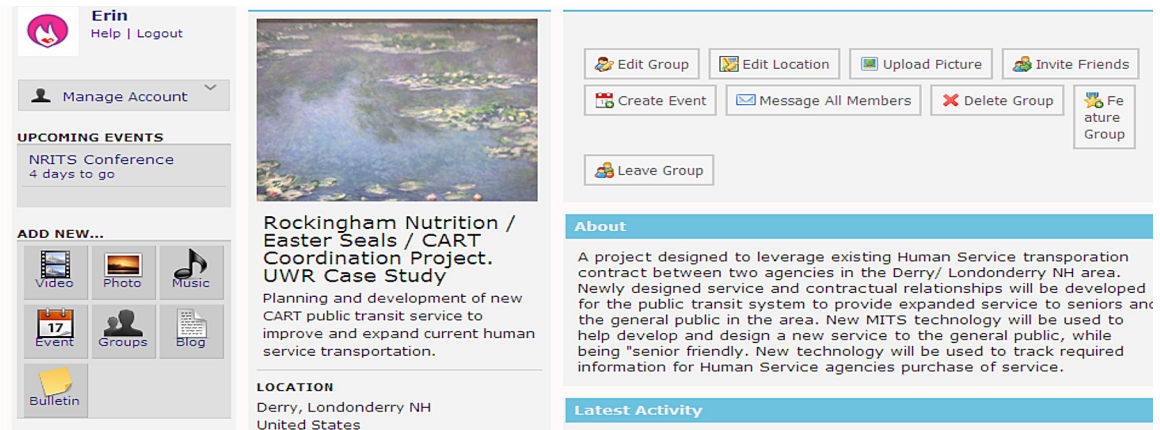 Erin
Help | Logout
Manage Account
UPCOMING EVENTS
NRITS Conference
4 days to go
ADD NEW...
Video
Photo
Music
17
Event
Groups
Blog
Bulletin
Rockingham Nutrition /
Easter Seals / CART
Coordination Project.
UWR Case Study
Planning and development of new
CART public transit service to
improve and expand current human
service transportation.
LOCATION
Derry, Londonderry NH
United States
Edit Group
Edit Location
Upload Picture
Invite Friends
Create Event
Message All Members
Delete Group
Fe
ature
Group
Leave Group
About
A project designed to leverage existing Human Service transporation
contract between two agencies in the Derry/ Londonderry NH area.
Newly designed service and contractual relationships will be developed
for the public transit system to provide expanded service to seniors and
the general public in the area. New MITS technology will be used to
help develop and design a new service to the general public, while
being "senior friendly. New technology will be used to track required
information for Human Service agencies purchase of service.
Latest Activity